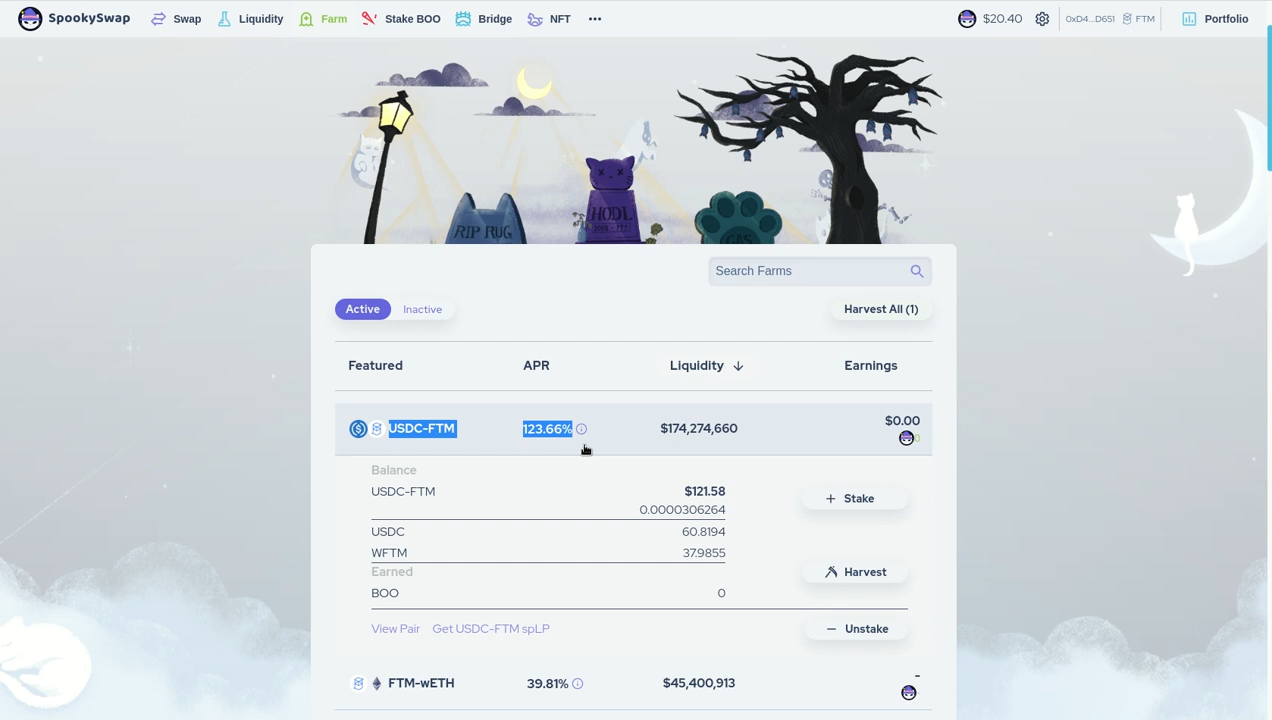 SpookySwap Swap Liquidity Farm Stake BOO Bridge NFT ••• $20.40 0xD4...D651 FTM Portfolio
RIP RUG
HODL
GAS
Search Farms
Active Inactive Harvest All (1)
Featured APR Liquidity ↓ Earnings
USDC-FTM 123.66% $174,274,660 $0.00
0
Balance
USDC-FTM $121.58 + Stake
0.0000306264
USDC 60.8194
WFTM 37.9855
Earned Harvest
BOO 0
View Pair Get USDC-FTM spLP − Unstake
FTM-wETH 39.81% $45,400,913 -